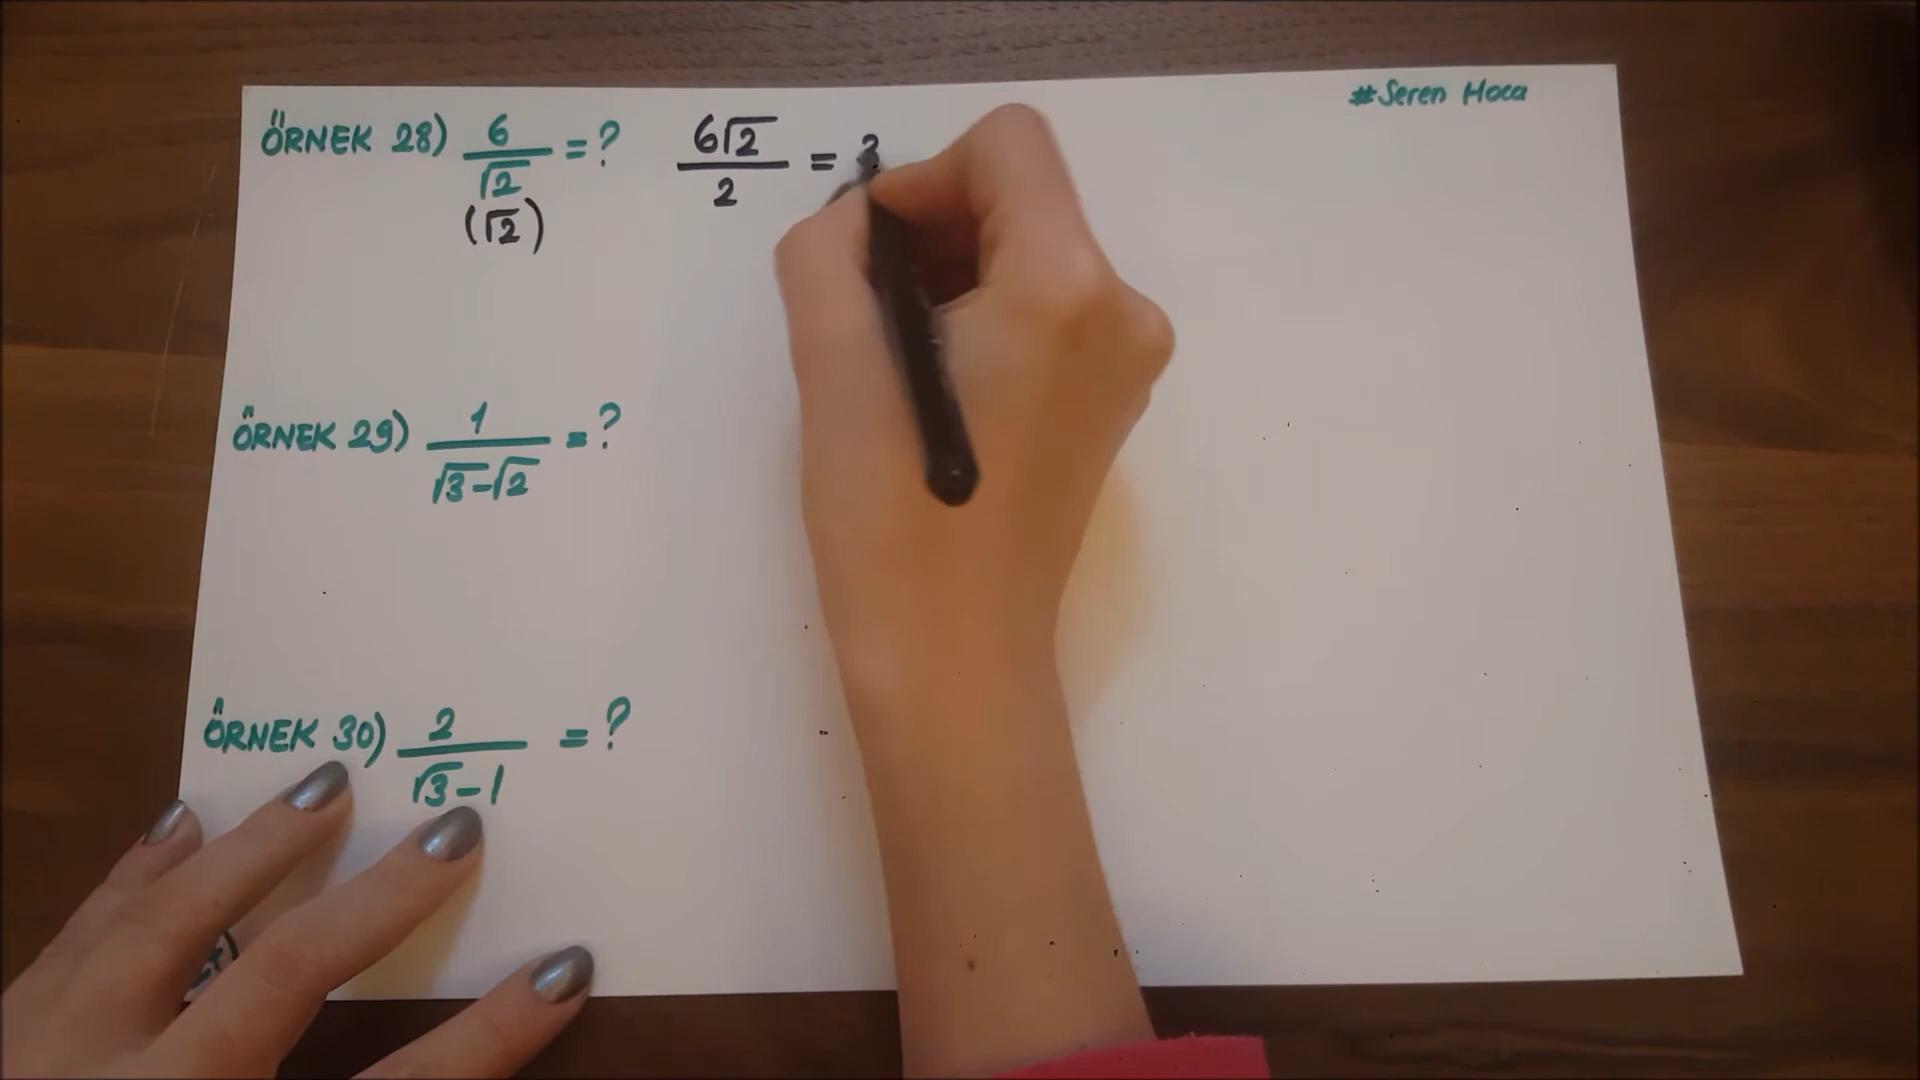 #Seren Hoca
ÖRNEK 28) 6/√2 = ? 6√2/2 = 3
(√2)
ÖRNEK 29) 1/(√3-√2) = ?
ÖRNEK 30) 2/(√3-1) = ?